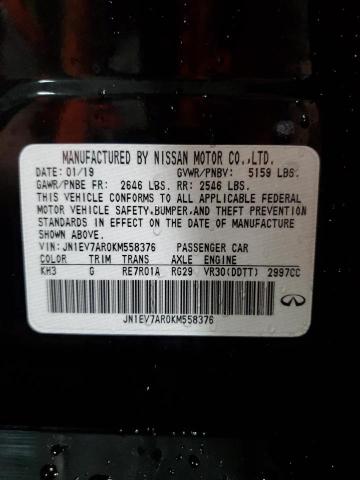 MANUFACTURED BY NISSAN MOTOR CO.,LTD.
DATE 01/19 GVWR/PNBV: 5159 LBS.
GAWR/PNBE FR: 2646 LBS. RR: 2546 LBS.
THIS VEHICLE CONFORMS TO ALL APPLICABLE FEDERAL
MOTOR VEHICLE SAFETY,BUMPER,AND THEFT PREVENTION
STANDARDS IN EFFECT ON THE DATE OF MANUFACTURE
SHOWN ABOVE.
VIN: JN1EV7AR0KM558376 PASSENGER CAR
COLOR TRIM TRANS AXLE ENGINE
KH3 G RE7R01A RG29 VR30(DDTT) 2997CC
INFINITI
JN1EV7AR0KM558376